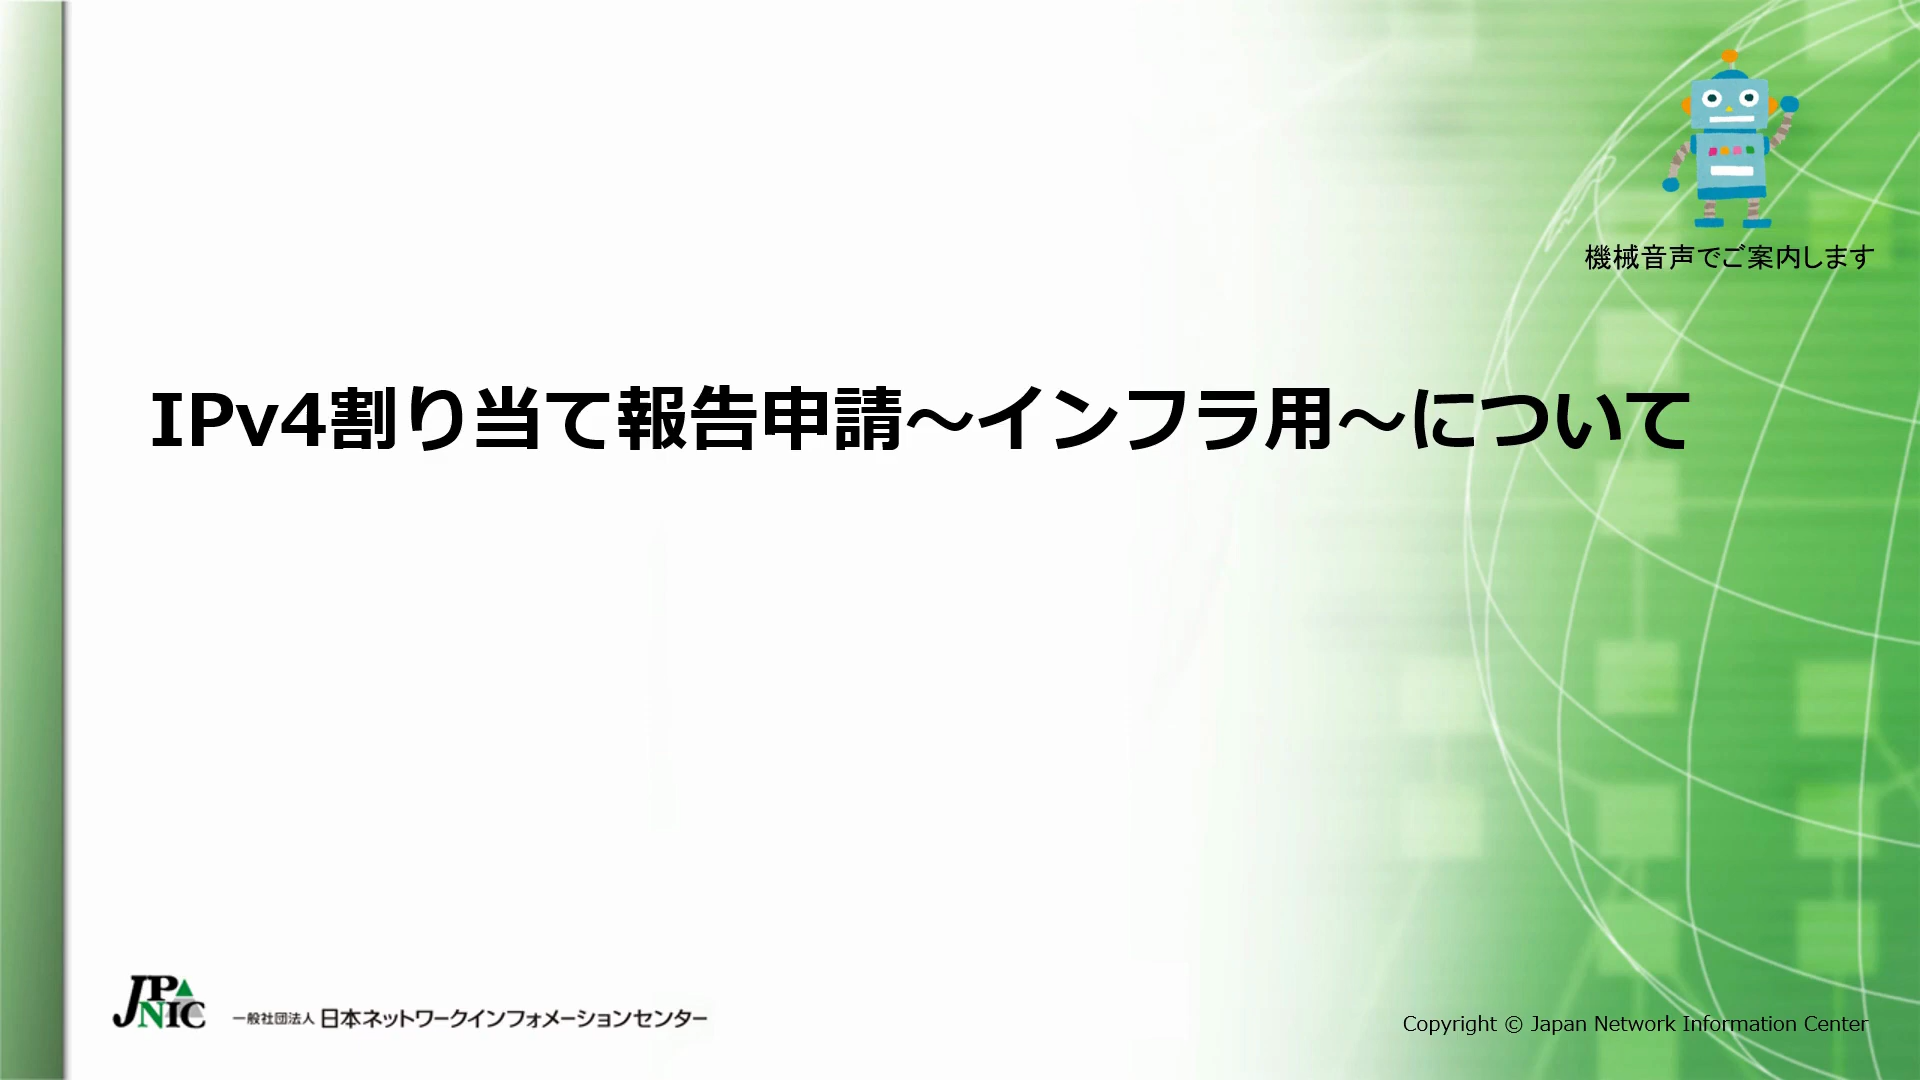 機械音声でご案内します
IPv4割り当て報告申請～インフラ用～について
JPNIC 一般社団法人 日本ネットワークインフォメーションセンター
Copyright © Japan Network Information Center